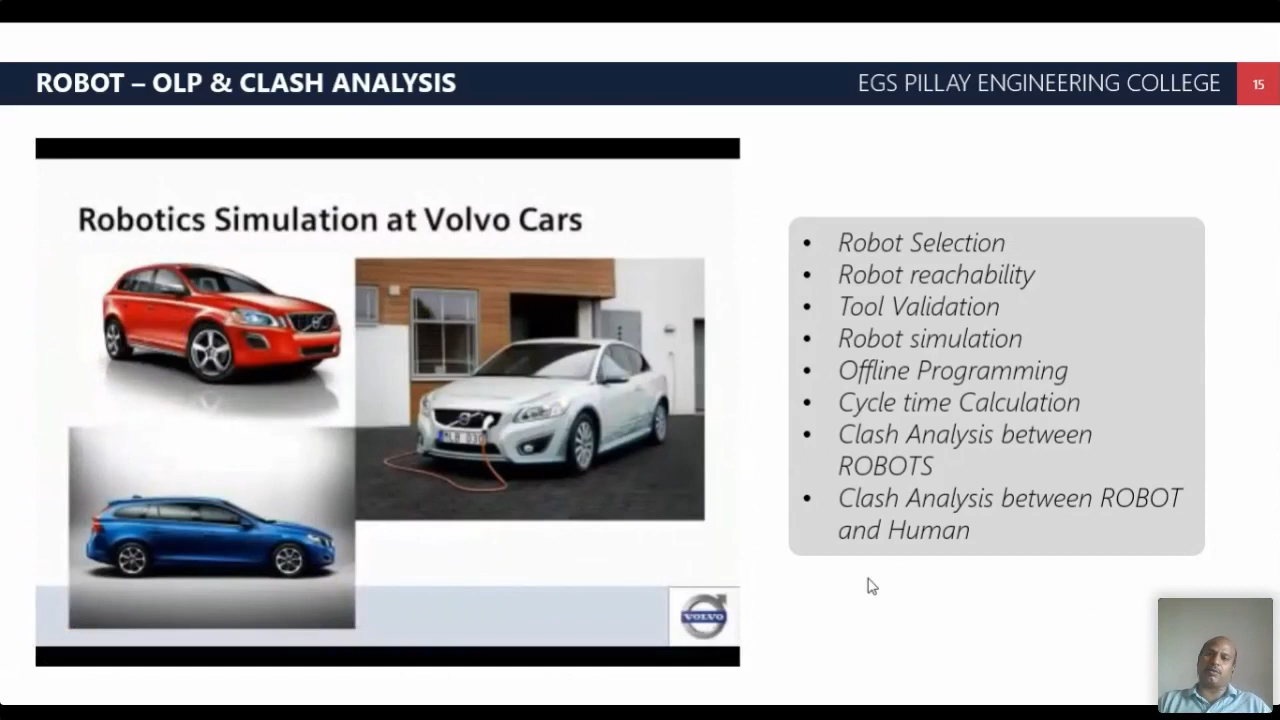 ROBOT – OLP & CLASH ANALYSIS
EGS PILLAY ENGINEERING COLLEGE
15
Robotics Simulation at Volvo Cars
VOLVO
• Robot Selection
• Robot reachability
• Tool Validation
• Robot simulation
• Offline Programming
• Cycle time Calculation
• Clash Analysis between
ROBOTS
• Clash Analysis between ROBOT
and Human